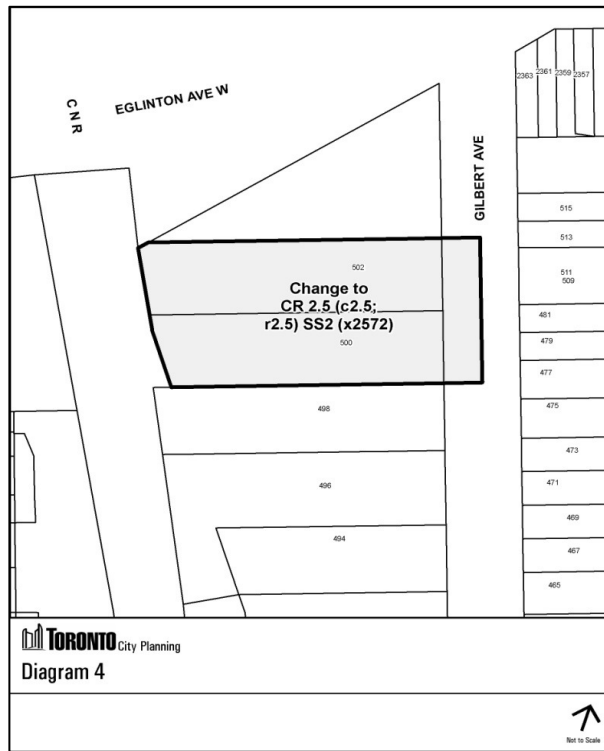 2363
2361
2359
2357
C N R
EGLINTON AVE W
GILBERT AVE
515
513
511
509
481
479
477
475
473
471
469
467
465
502
Change to
CR 2.5 (c2.5;
r2.5) SS2 (x2572)
500
498
496
494
TORONTO City Planning
Diagram 4
Not to Scale